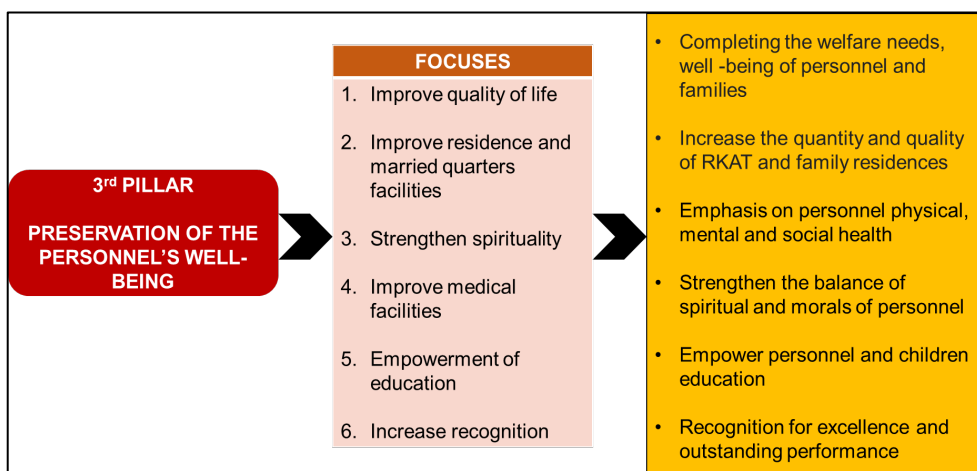 3rd PILLAR
PRESERVATION OF THE
PERSONNEL'S WELL-
BEING
FOCUSES
1. Improve quality of life
2. Improve residence and
married quarters
facilities
3. Strengthen spirituality
4. Improve medical
facilities
5. Empowerment of
education
6. Increase recognition
• Completing the welfare needs,
well -being of personnel and
families
• Increase the quantity and quality
of RKAT and family residences
• Emphasis on personnel physical,
mental and social health
• Strengthen the balance of
spiritual and morals of personnel
• Empower personnel and children
education
• Recognition for excellence and
outstanding performance